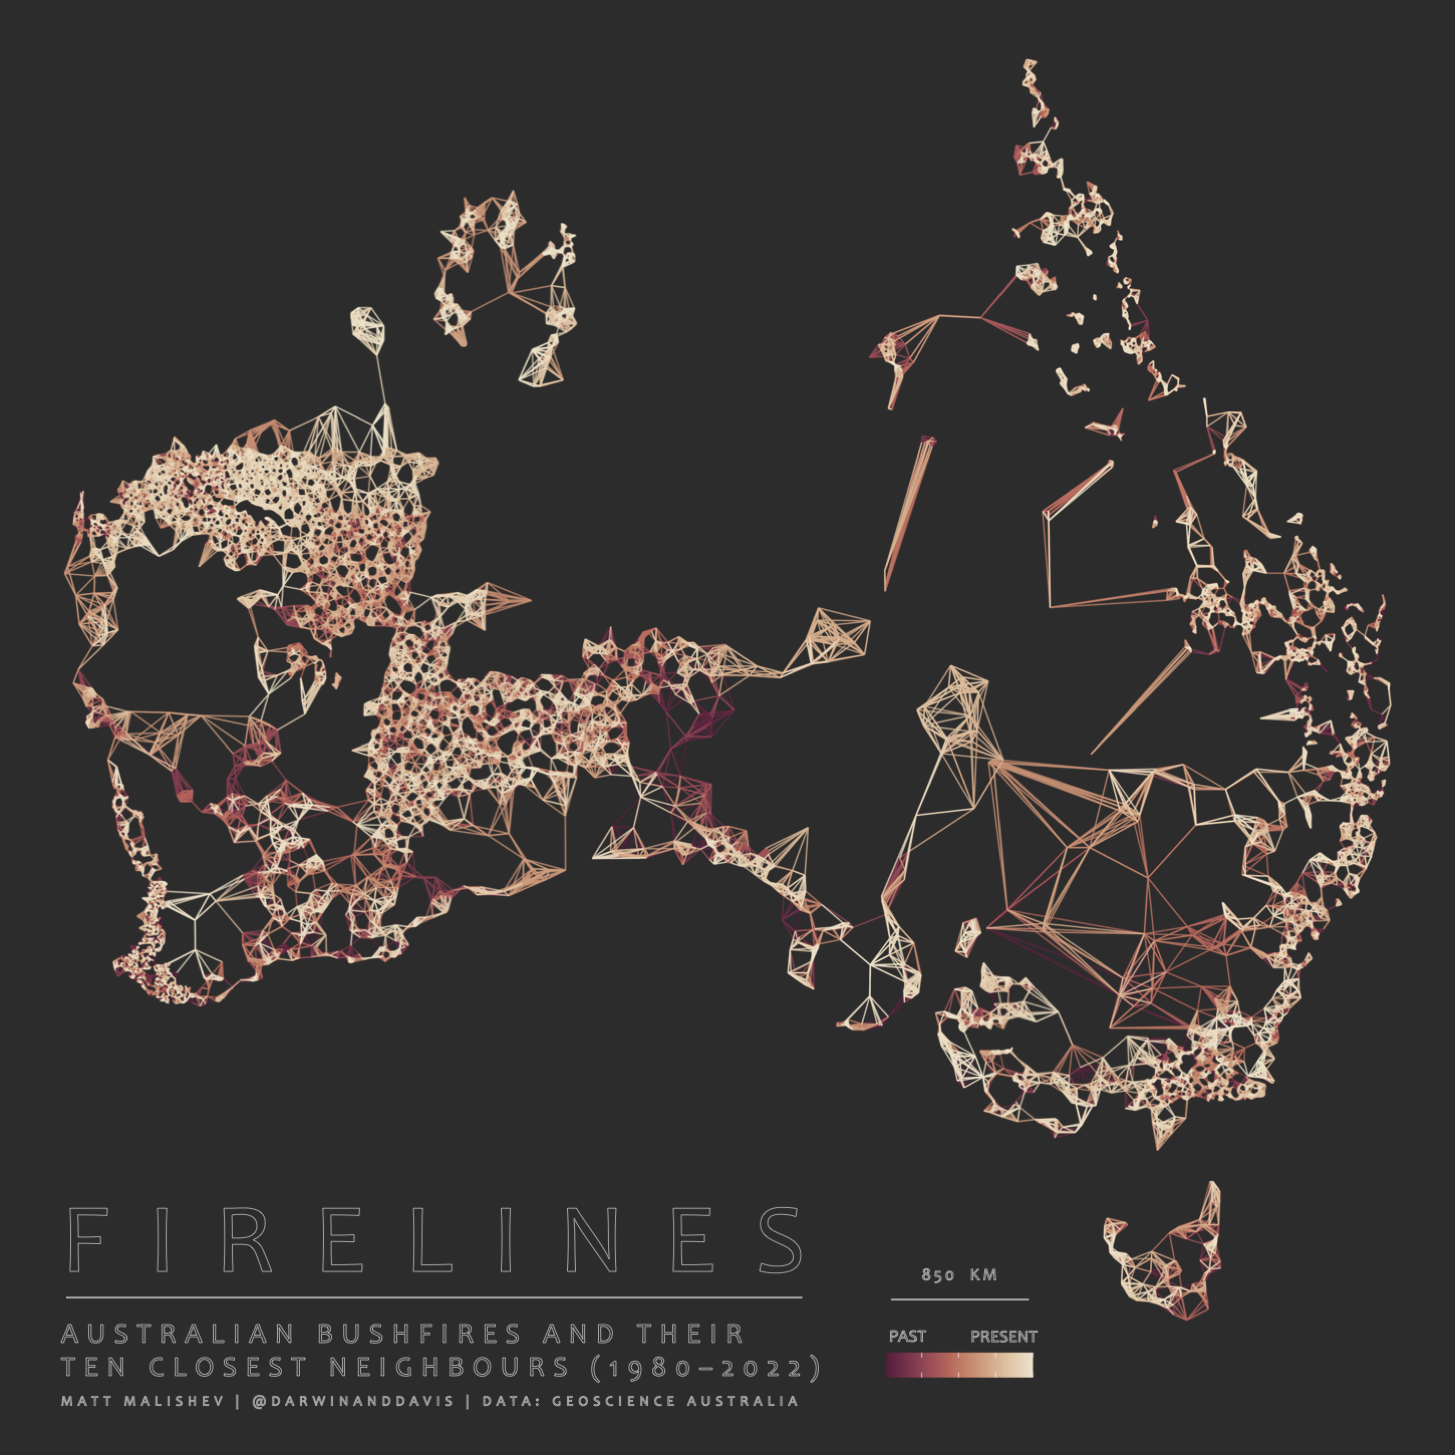 FIRELINES
AUSTRALIAN BUSHFIRES AND THEIR
TEN CLOSEST NEIGHBOURS (1980–2022)
MATT MALISHEV | @DARWINANDDAVIS | DATA: GEOSCIENCE AUSTRALIA
850 KM
PAST PRESENT